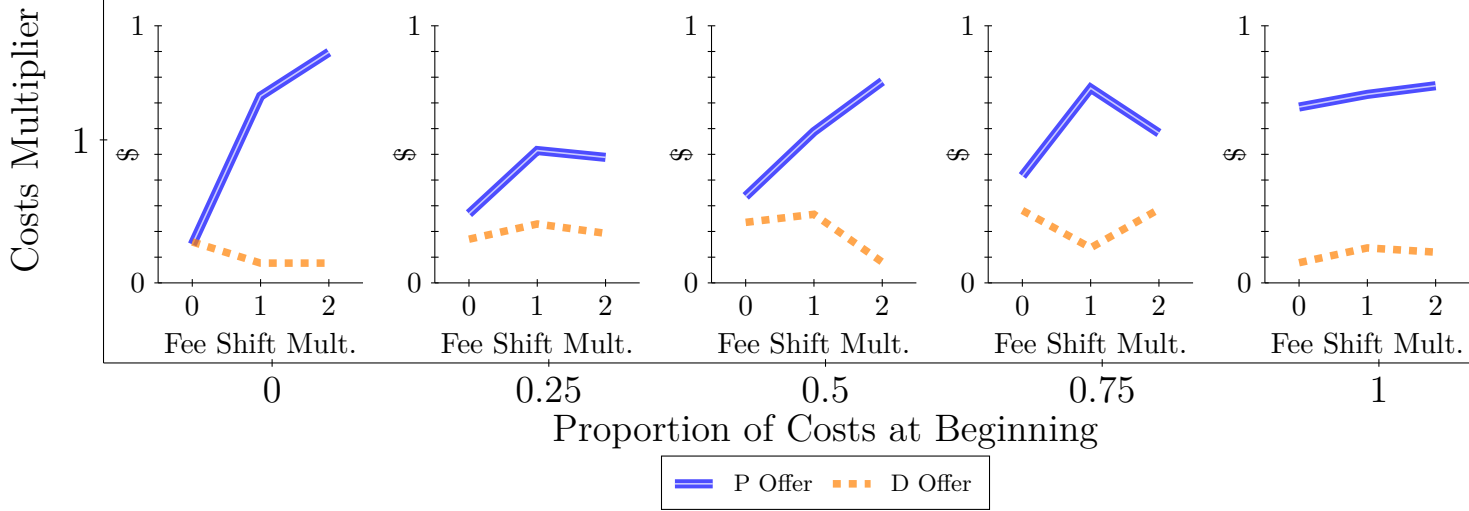 Costs Multiplier
1
1
$
0
0 1 2
Fee Shift Mult.
1
$
0
0 1 2
Fee Shift Mult.
1
$
0
0 1 2
Fee Shift Mult.
1
$
0
0 1 2
Fee Shift Mult.
1
$
0
0 1 2
Fee Shift Mult.
0 0.25 0.5 0.75 1
Proportion of Costs at Beginning
P Offer D Offer